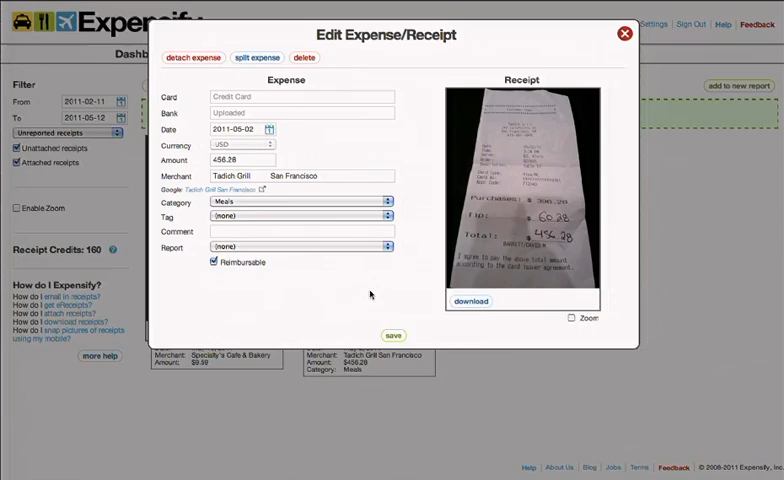 Expensify
Settings | Sign Out | Help | Feedback
Edit Expense/Receipt
detach expense split expense delete
Expense
Receipt
Card Credit Card
Bank Uploaded
Date 2011-05-02
Currency USD
Amount 456.28
Merchant Tadich Grill San Francisco
Google: Tadich Grill San Francisco
Category Meals
Tag (none)
Comment
Report (none)
Reimbursable
save
Purchases: $ 396.28
Tip: 60.28
Total: $ 456.28
I agree to pay the above total amount
according to the card issuer agreement.
download
Zoom
Dashb
Filter
From 2011-02-11
To 2011-05-12
Unreported receipts
Unattached receipts
Attached receipts
Enable Zoom
Receipt Credits: 160
How do I Expensify?
How do I email in receipts?
How do I get eReceipts?
How do I attach receipts?
How do I download receipts?
How do I snap pictures of receipts
using my mobile?
more help
add to new report
Merchant: Specialty's Cafe & Bakery
Amount: $9.59
Merchant: Tadich Grill San Francisco
Amount: $456.28
Category: Meals
Help | About Us | Blog | Jobs | Terms | Feedback | © 2008-2011 Expensify, Inc.